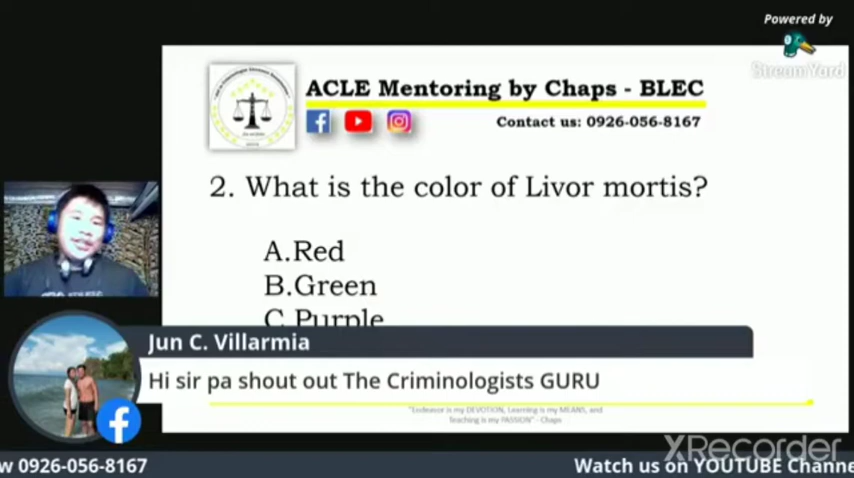 Powered by
StreamYard
ACLE Mentoring by Chaps - BLEC
Contact us: 0926-056-8167
2. What is the color of Livor mortis?
A.Red
B.Green
C.Purple
Jun C. Villarmia
Hi sir pa shout out The Criminologists GURU
"Endeavor is my DEVOTION, Learning is my MEANS, and
Teaching is my PASSION" - Chaps
XRecorder
w 0926-056-8167
Watch us on YOUTUBE Channe